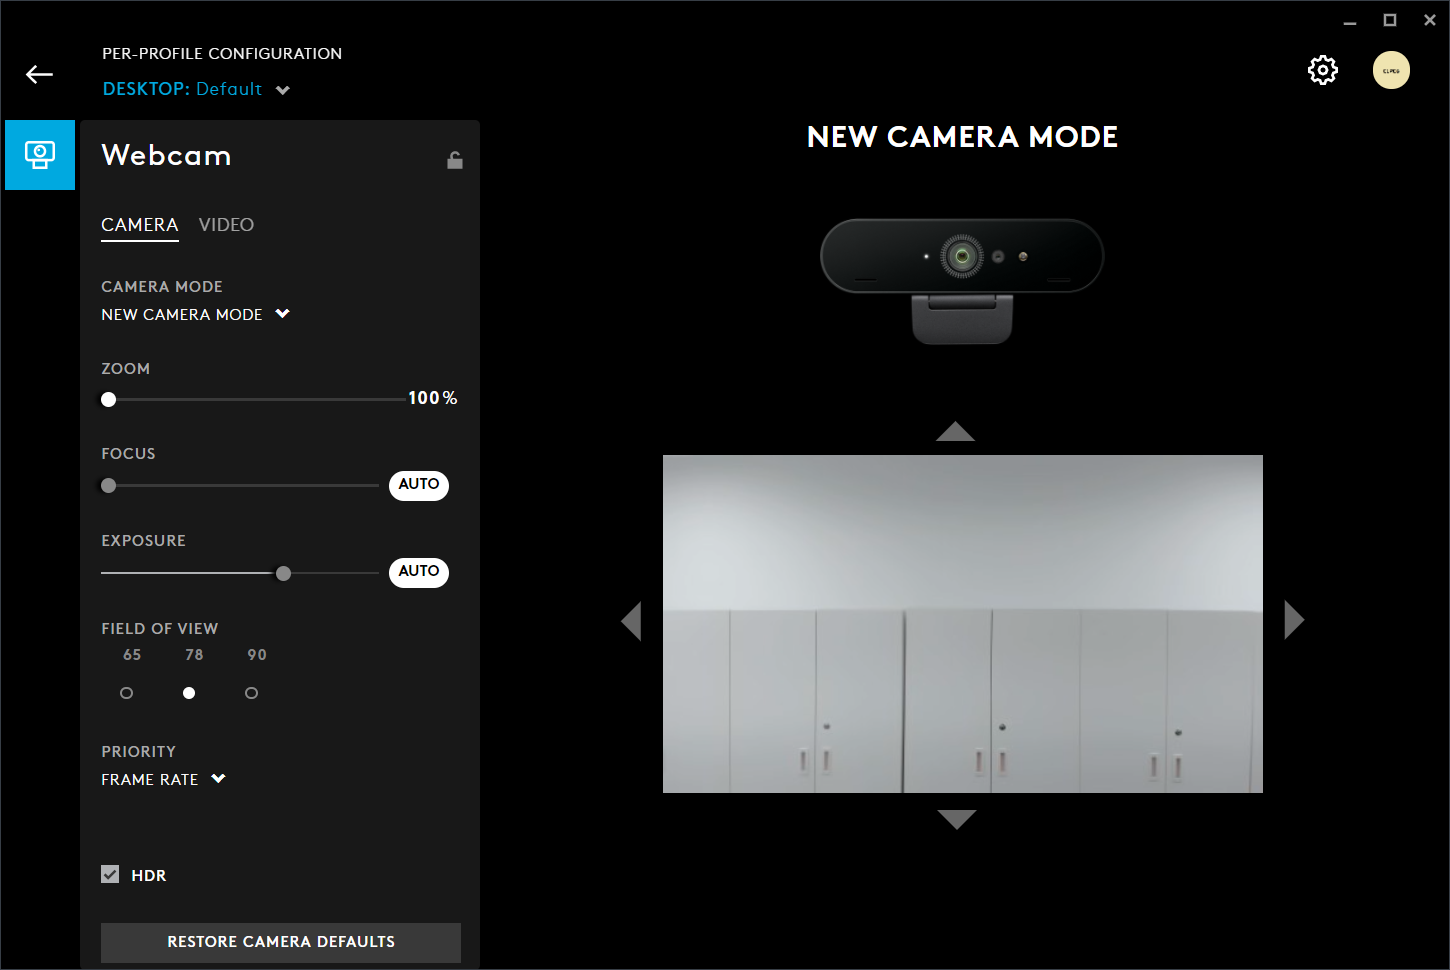 PER-PROFILE CONFIGURATION
DESKTOP: Default
Webcam
CAMERA VIDEO
CAMERA MODE
NEW CAMERA MODE
ZOOM
100%
FOCUS
AUTO
EXPOSURE
AUTO
FIELD OF VIEW
65 78 90
PRIORITY
FRAME RATE
HDR
RESTORE CAMERA DEFAULTS
NEW CAMERA MODE